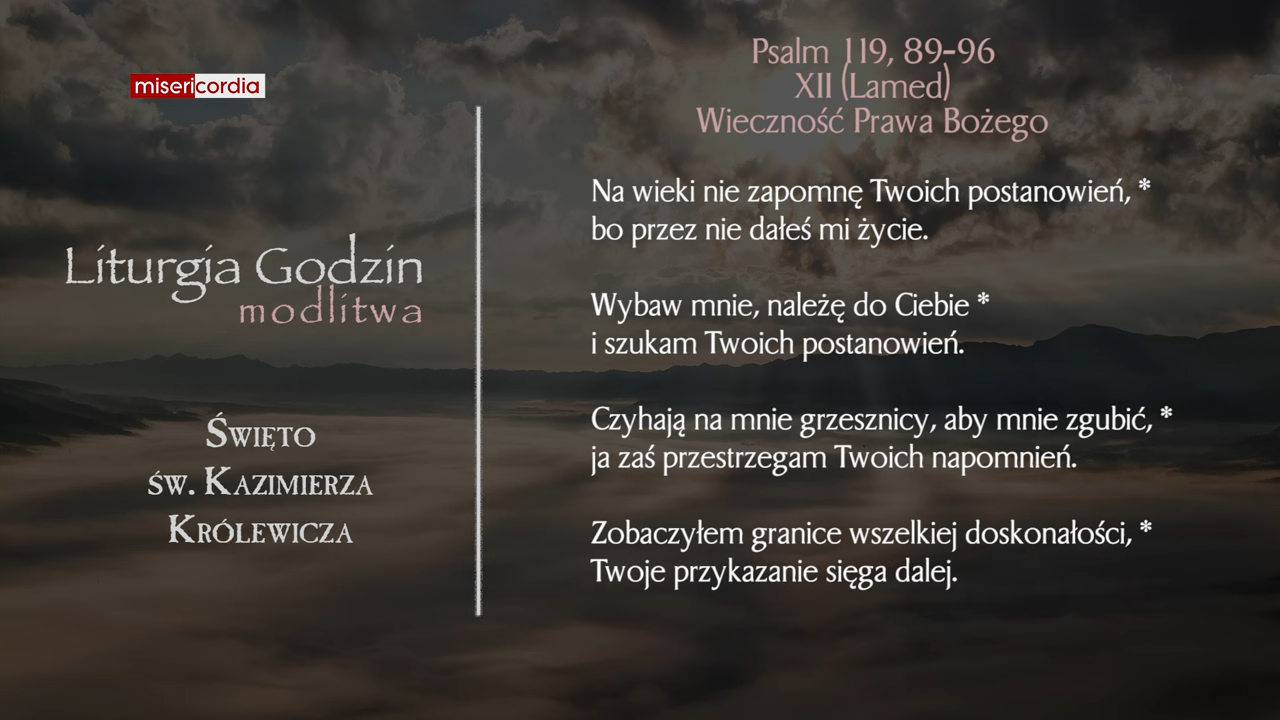 misericordia
Liturgia Godzin
modlitwa
Święto
św. Kazimierza
Królewicza
Psalm 119, 89-96
XII (Lamed)
Wieczność Prawa Bożego
Na wieki nie zapomnę Twoich postanowień, *
bo przez nie dałeś mi życie.
Wybaw mnie, należę do Ciebie *
i szukam Twoich postanowień.
Czyhają na mnie grzesznicy, aby mnie zgubić, *
ja zaś przestrzegam Twoich napomnień.
Zobaczyłem granice wszelkiej doskonałości, *
Twoje przykazanie sięga dalej.